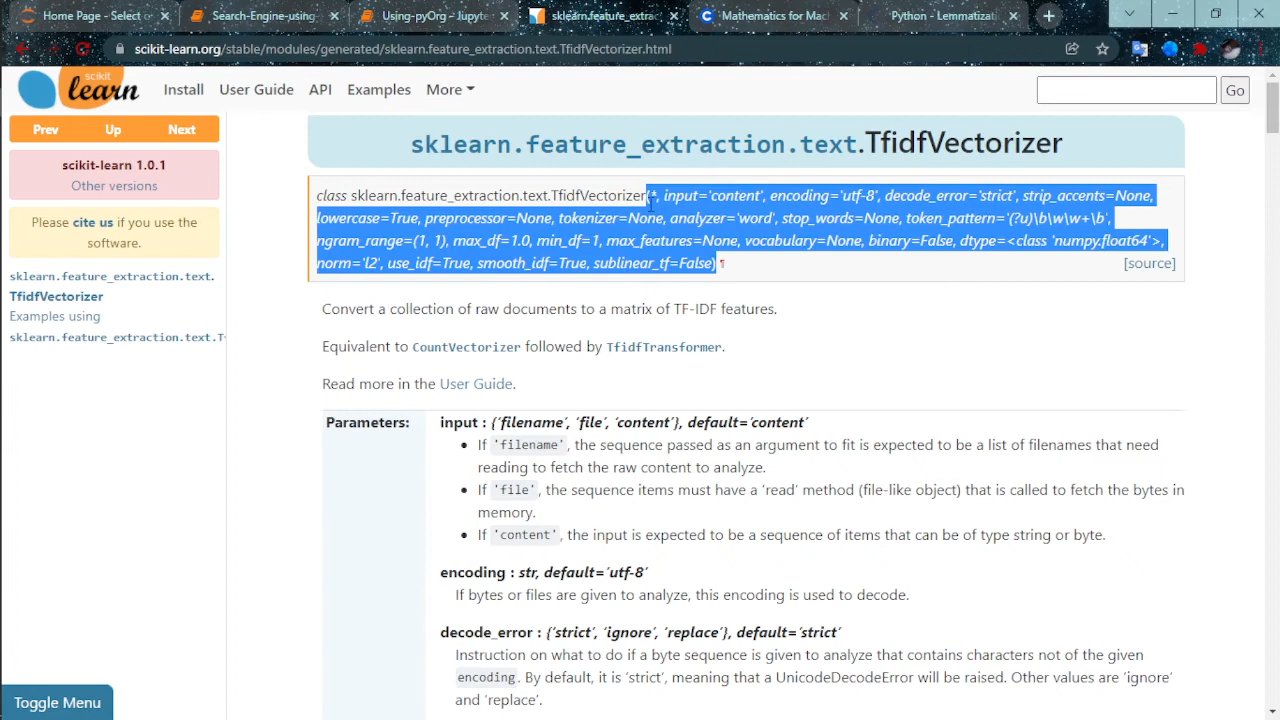 Home Page - Select o
Search-Engine-using
Using-pyOrg - Jupyte
sklearn.feature_extrac
Mathematics for Mac
Python - Lemmatizati
scikit-learn.org/stable/modules/generated/sklearn.feature_extraction.text.TfidfVectorizer.html
scikit
learn
Install User Guide API Examples More
Go
Prev Up Next
scikit-learn 1.0.1
Other versions
Please cite us if you use the
software.
sklearn.feature_extraction.text.
TfidfVectorizer
Examples using
sklearn.feature_extraction.text.T
sklearn.feature_extraction.text.TfidfVectorizer
class sklearn.feature_extraction.text.TfidfVectorizer(*, input='content', encoding='utf-8', decode_error='strict', strip_accents=None,
lowercase=True, preprocessor=None, tokenizer=None, analyzer='word', stop_words=None, token_pattern='(?u)\b\w\w+\b',
ngram_range=(1, 1), max_df=1.0, min_df=1, max_features=None, vocabulary=None, binary=False, dtype=<class 'numpy.float64'>,
norm='l2', use_idf=True, smooth_idf=True, sublinear_tf=False) ¶ [source]
Convert a collection of raw documents to a matrix of TF-IDF features.
Equivalent to CountVectorizer followed by TfidfTransformer.
Read more in the User Guide.
Parameters:
input : {'filename', 'file', 'content'}, default='content'
• If 'filename', the sequence passed as an argument to fit is expected to be a list of filenames that need
reading to fetch the raw content to analyze.
• If 'file', the sequence items must have a 'read' method (file-like object) that is called to fetch the bytes in
memory.
• If 'content', the input is expected to be a sequence of items that can be of type string or byte.
encoding : str, default='utf-8'
If bytes or files are given to analyze, this encoding is used to decode.
decode_error : {'strict', 'ignore', 'replace'}, default='strict'
Instruction on what to do if a byte sequence is given to analyze that contains characters not of the given
encoding. By default, it is 'strict', meaning that a UnicodeDecodeError will be raised. Other values are 'ignore'
and 'replace'.
Toggle Menu